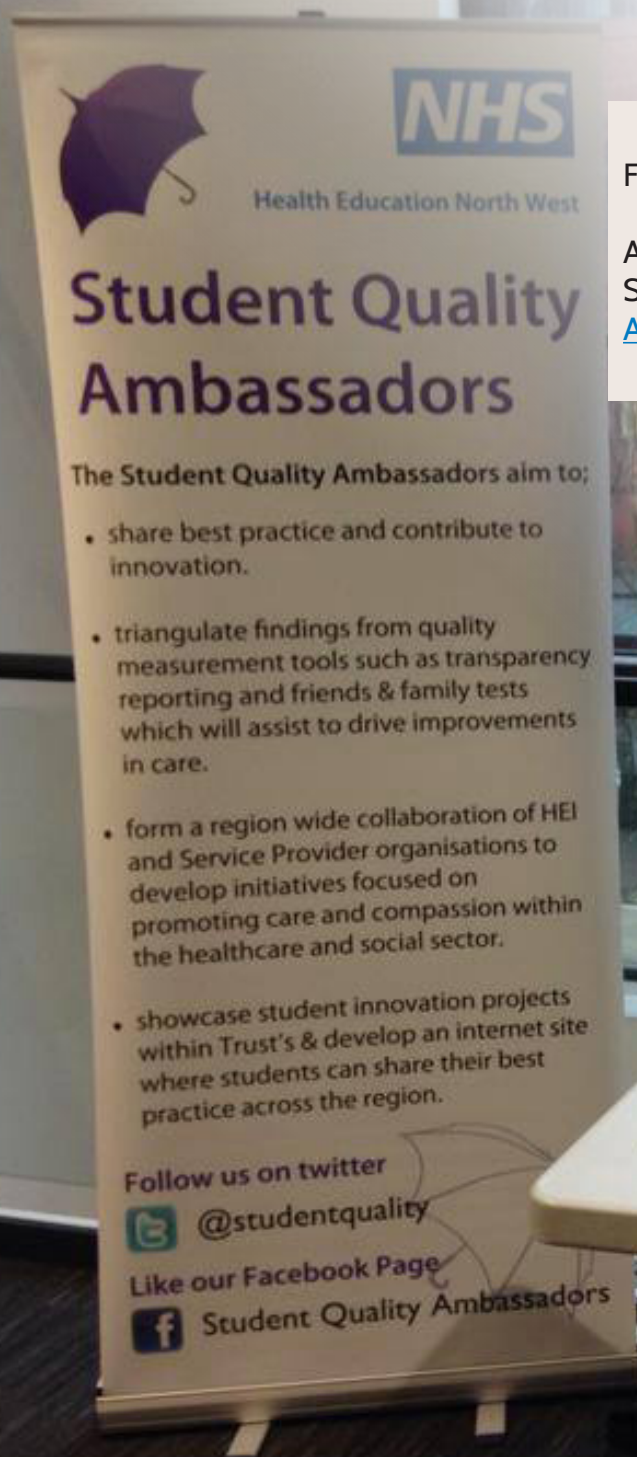 NHS
Health Education North West
Student Quality
Ambassadors
The Student Quality Ambassadors aim to;
• share best practice and contribute to
innovation.
• triangulate findings from quality
measurement tools such as transparency
reporting and friends & family tests
which will assist to drive improvements
in care.
• form a region wide collaboration of HEI
and Service Provider organisations to
develop initiatives focused on
promoting care and compassion within
the healthcare and social sector.
• showcase student innovation projects
within Trust's & develop an internet site
where students can share their best
practice across the region.
Follow us on twitter
@studentquality
Like our Facebook Page
f Student Quality Ambassadors
F
A
S
A